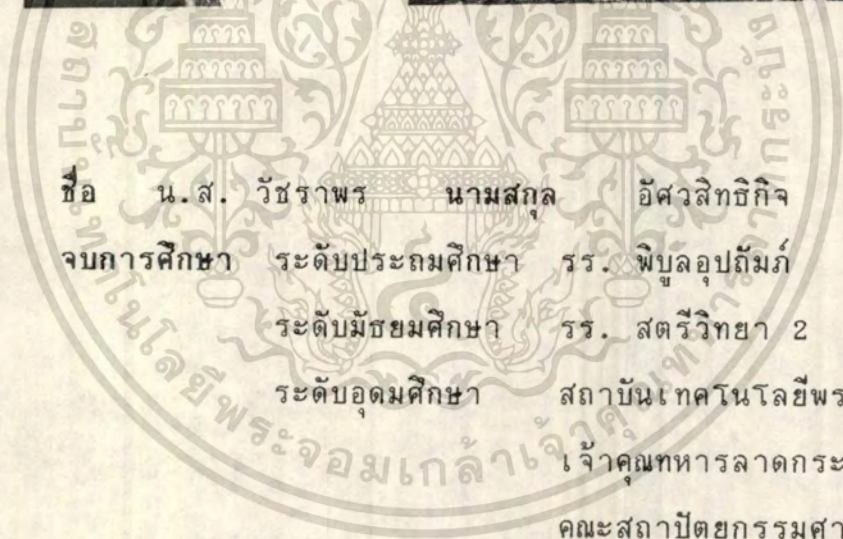 ชื่อ น.ส. วัชราพร นามสกุล อัศวสิทธิกิจ
จบการศึกษา ระดับประถมศึกษา รร. พิบูลอุปถัมภ์
ระดับมัธยมศึกษา รร. สตรีวิทยา 2
ระดับอุดมศึกษา สถาบันเทคโนโลยีพร
เจ้าคุณทหารลาดกระ
คณะสถาปัตยกรรมศา